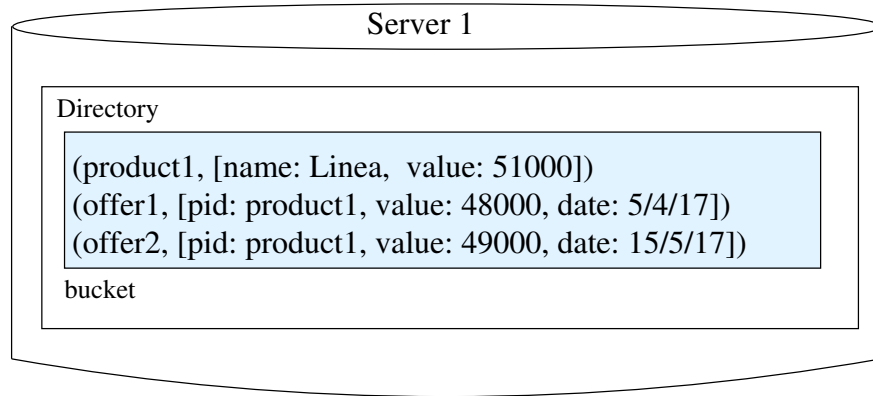 Server 1
Directory
(product1, [name: Linea, value: 51000])
(offer1, [pid: product1, value: 48000, date: 5/4/17])
(offer2, [pid: product1, value: 49000, date: 15/5/17])
bucket